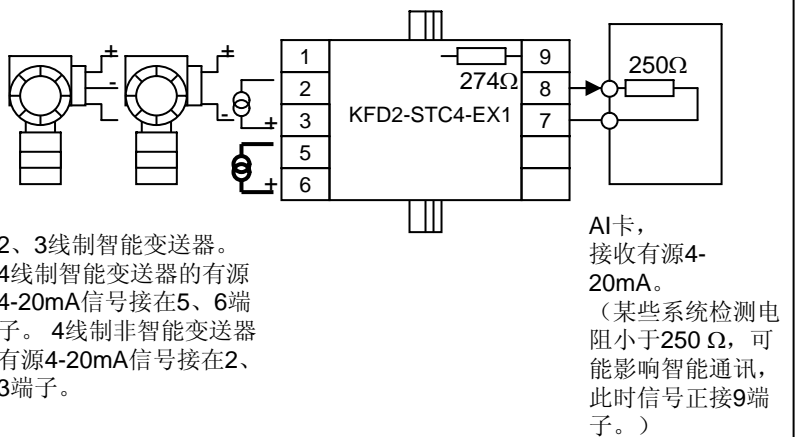 +
-
+
-
+
+
1
2
3
5
6
KFD2-STC4-EX1
274Ω
9
8
7
250Ω
2、3线制智能变送器。
4线制智能变送器的有源
4-20mA信号接在5、6端
子。 4线制非智能变送器
有源4-20mA信号接在2、
3端子。
AI卡,
接收有源4-
20mA。
(某些系统检测电
阻小于250 Ω,可
能影响智能通讯,
此时信号正接9端
子。)